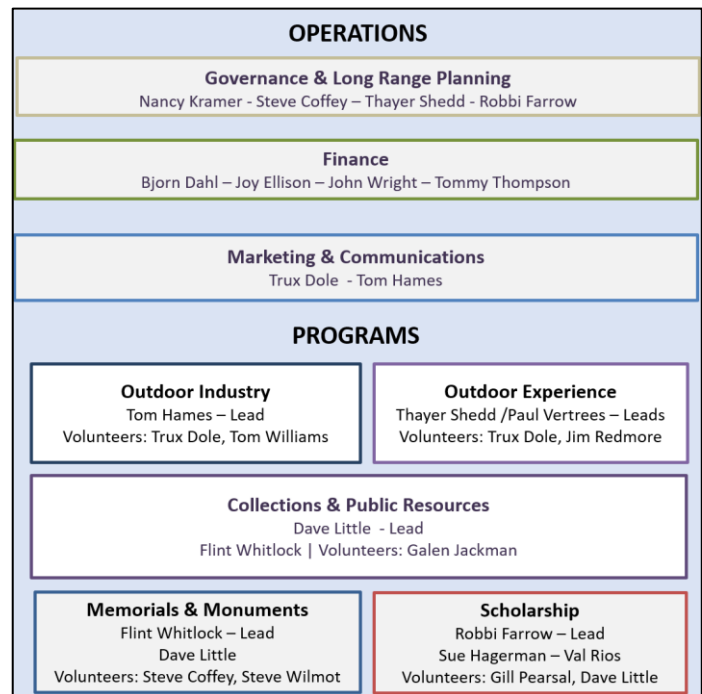 OPERATIONS
Governance & Long Range Planning
Nancy Kramer - Steve Coffey – Thayer Shedd - Robbi Farrow
Finance
Bjorn Dahl – Joy Ellison – John Wright – Tommy Thompson
Marketing & Communications
Trux Dole - Tom Hames
PROGRAMS
Outdoor Industry
Tom Hames – Lead
Volunteers: Trux Dole, Tom Williams
Outdoor Experience
Thayer Shedd /Paul Vertrees – Leads
Volunteers: Trux Dole, Jim Redmore
Collections & Public Resources
Dave Little - Lead
Flint Whitlock | Volunteers: Galen Jackman
Memorials & Monuments
Flint Whitlock – Lead
Dave Little
Volunteers: Steve Coffey, Steve Wilmot
Scholarship
Robbi Farrow – Lead
Sue Hagerman – Val Rios
Volunteers: Gill Pearsal, Dave Little